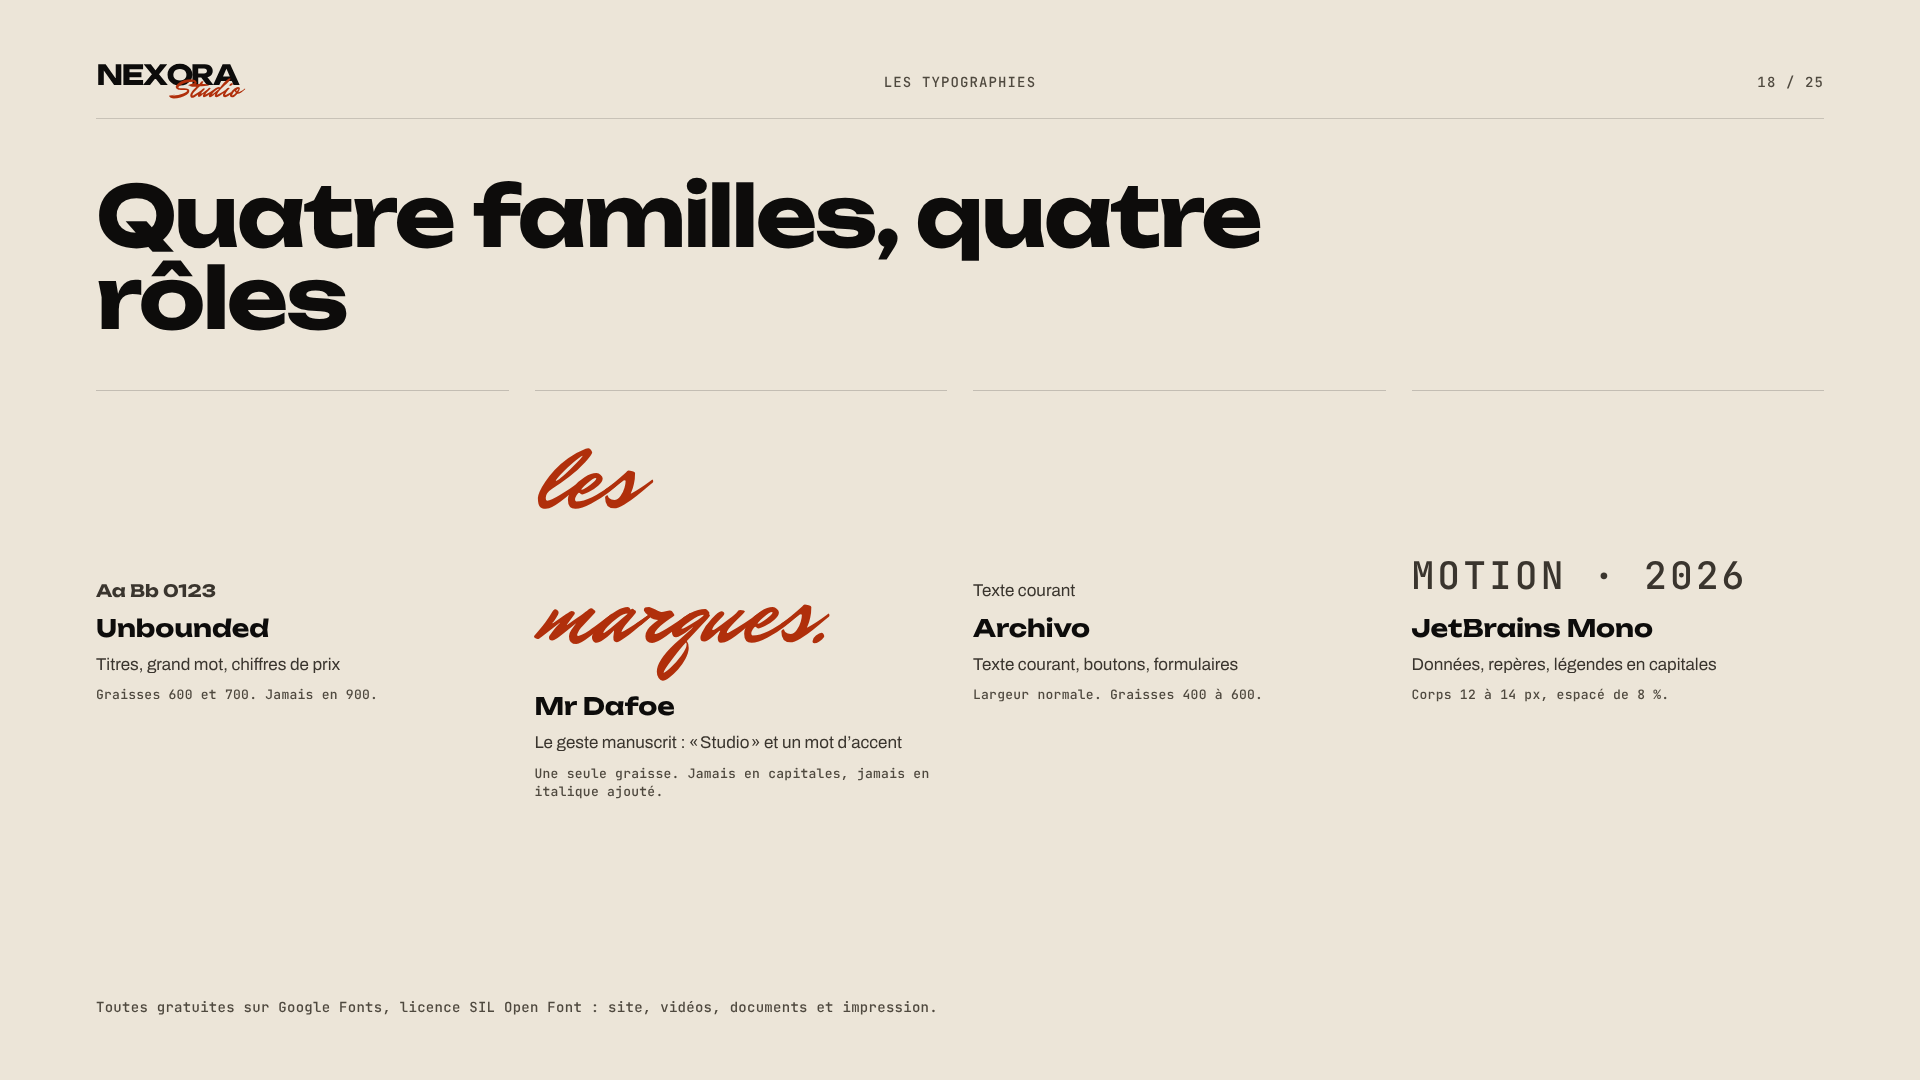 NEXORA
Studio
LES TYPOGRAPHIES
18 / 25
Quatre familles, quatre
rôles
Aa Bb 0123
Unbounded
Titres, grand mot, chiffres de prix
Graisses 600 et 700. Jamais en 900.
les
marques.
Mr Dafoe
Le geste manuscrit : « Studio » et un mot d’accent
Une seule graisse. Jamais en capitales, jamais en
italique ajouté.
Texte courant
Archivo
Texte courant, boutons, formulaires
Largeur normale. Graisses 400 à 600.
MOTION · 2026
JetBrains Mono
Données, repères, légendes en capitales
Corps 12 à 14 px, espacé de 8 %.
Toutes gratuites sur Google Fonts, licence SIL Open Font : site, vidéos, documents et impression.